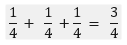 1/4 + 1/4 + 1/4 = 3/4